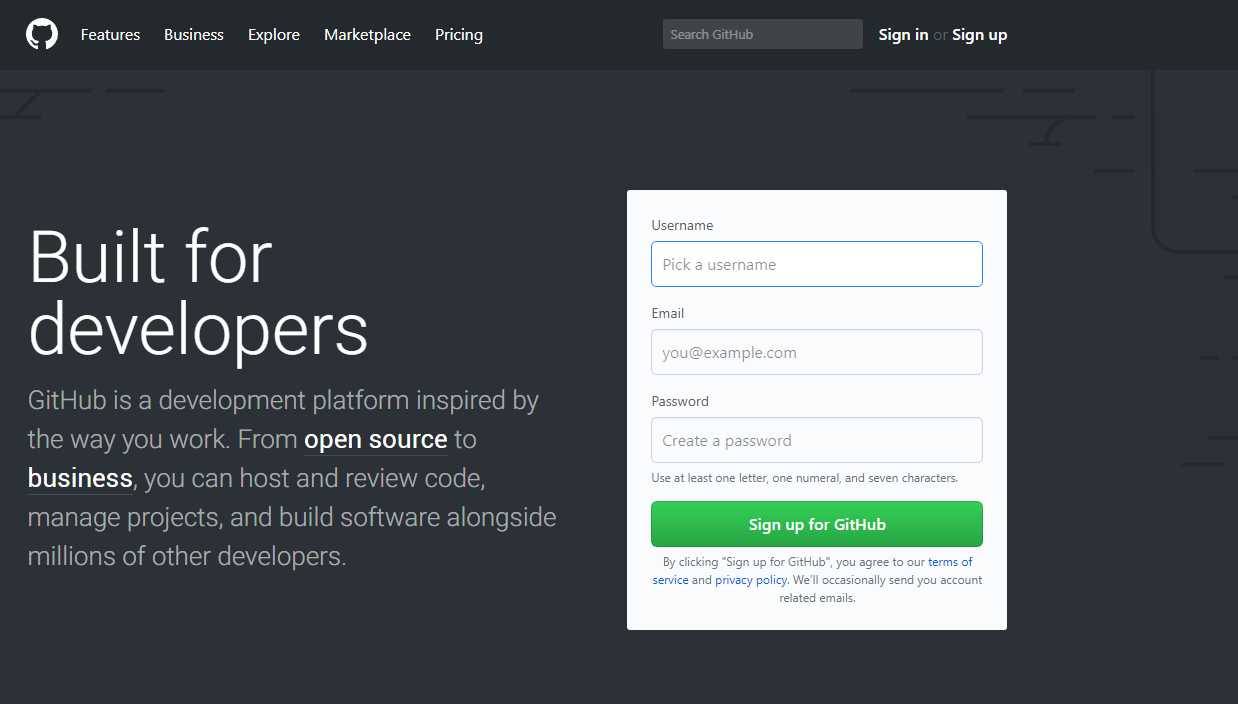 Features Business Explore Marketplace Pricing Search GitHub Sign in or Sign up
Built for
developers
GitHub is a development platform inspired by
the way you work. From open source to
business, you can host and review code,
manage projects, and build software alongside
millions of other developers.
Username
Pick a username
Email
you@example.com
Password
Create a password
Use at least one letter, one numeral, and seven characters.
Sign up for GitHub
By clicking "Sign up for GitHub", you agree to our terms of
service and privacy policy. We'll occasionally send you account
related emails.